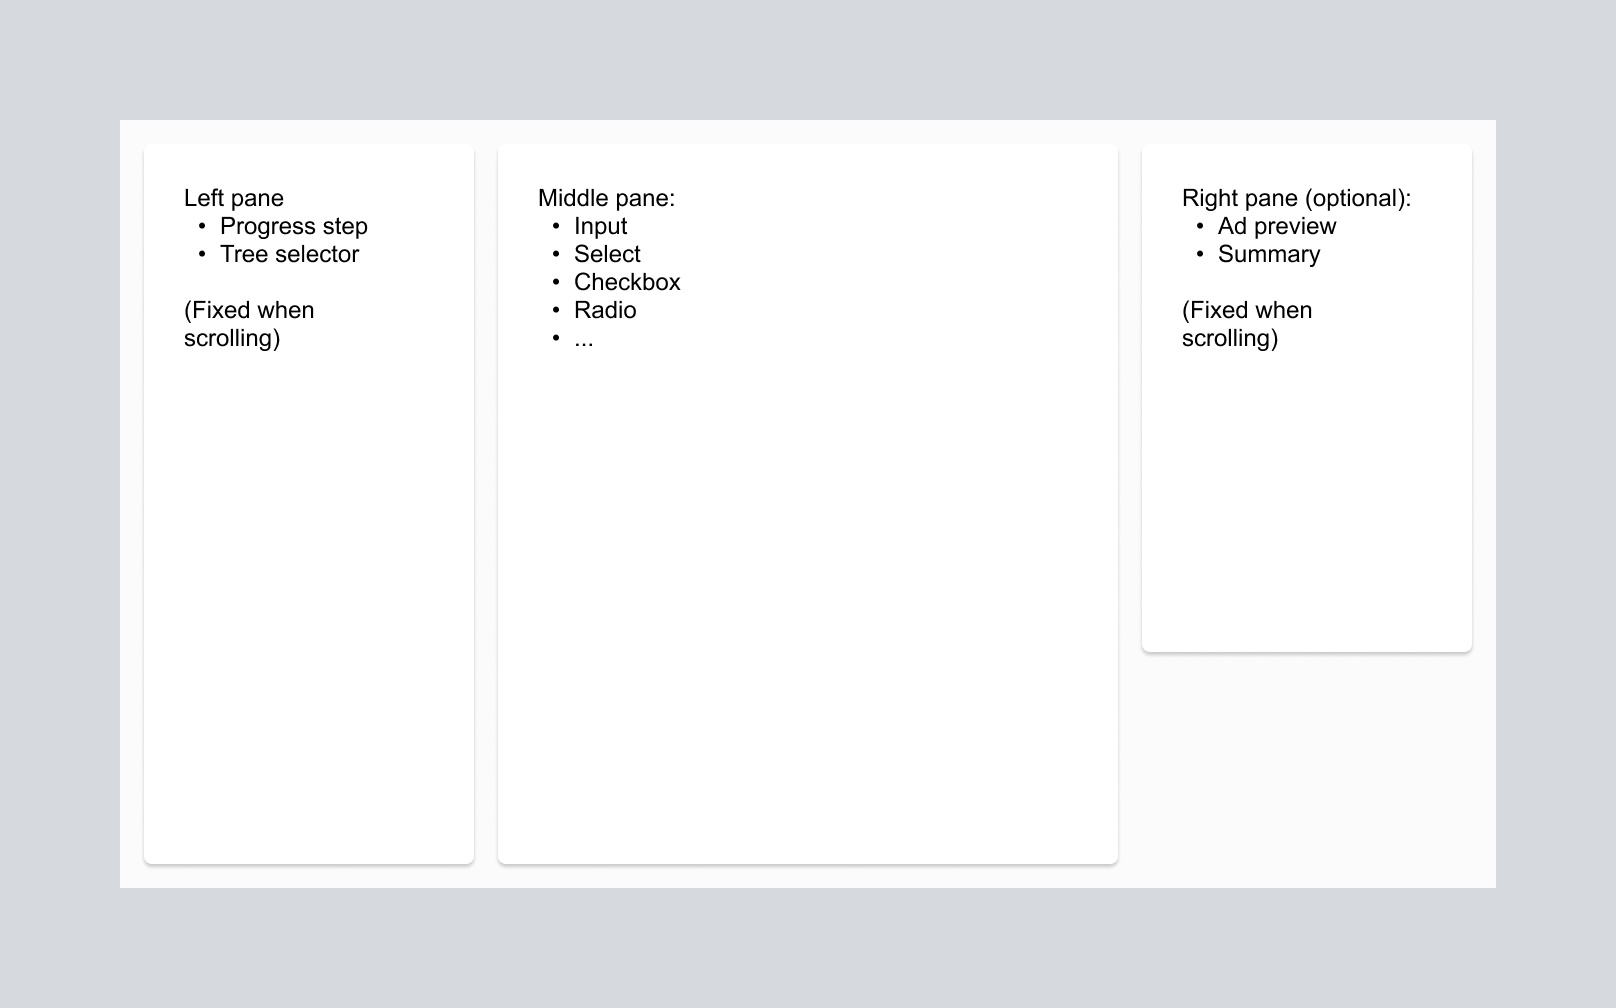 Left pane
• Progress step
• Tree selector
(Fixed when
scrolling)
Middle pane:
• Input
• Select
• Checkbox
• Radio
• ...
Right pane (optional):
• Ad preview
• Summary
(Fixed when
scrolling)